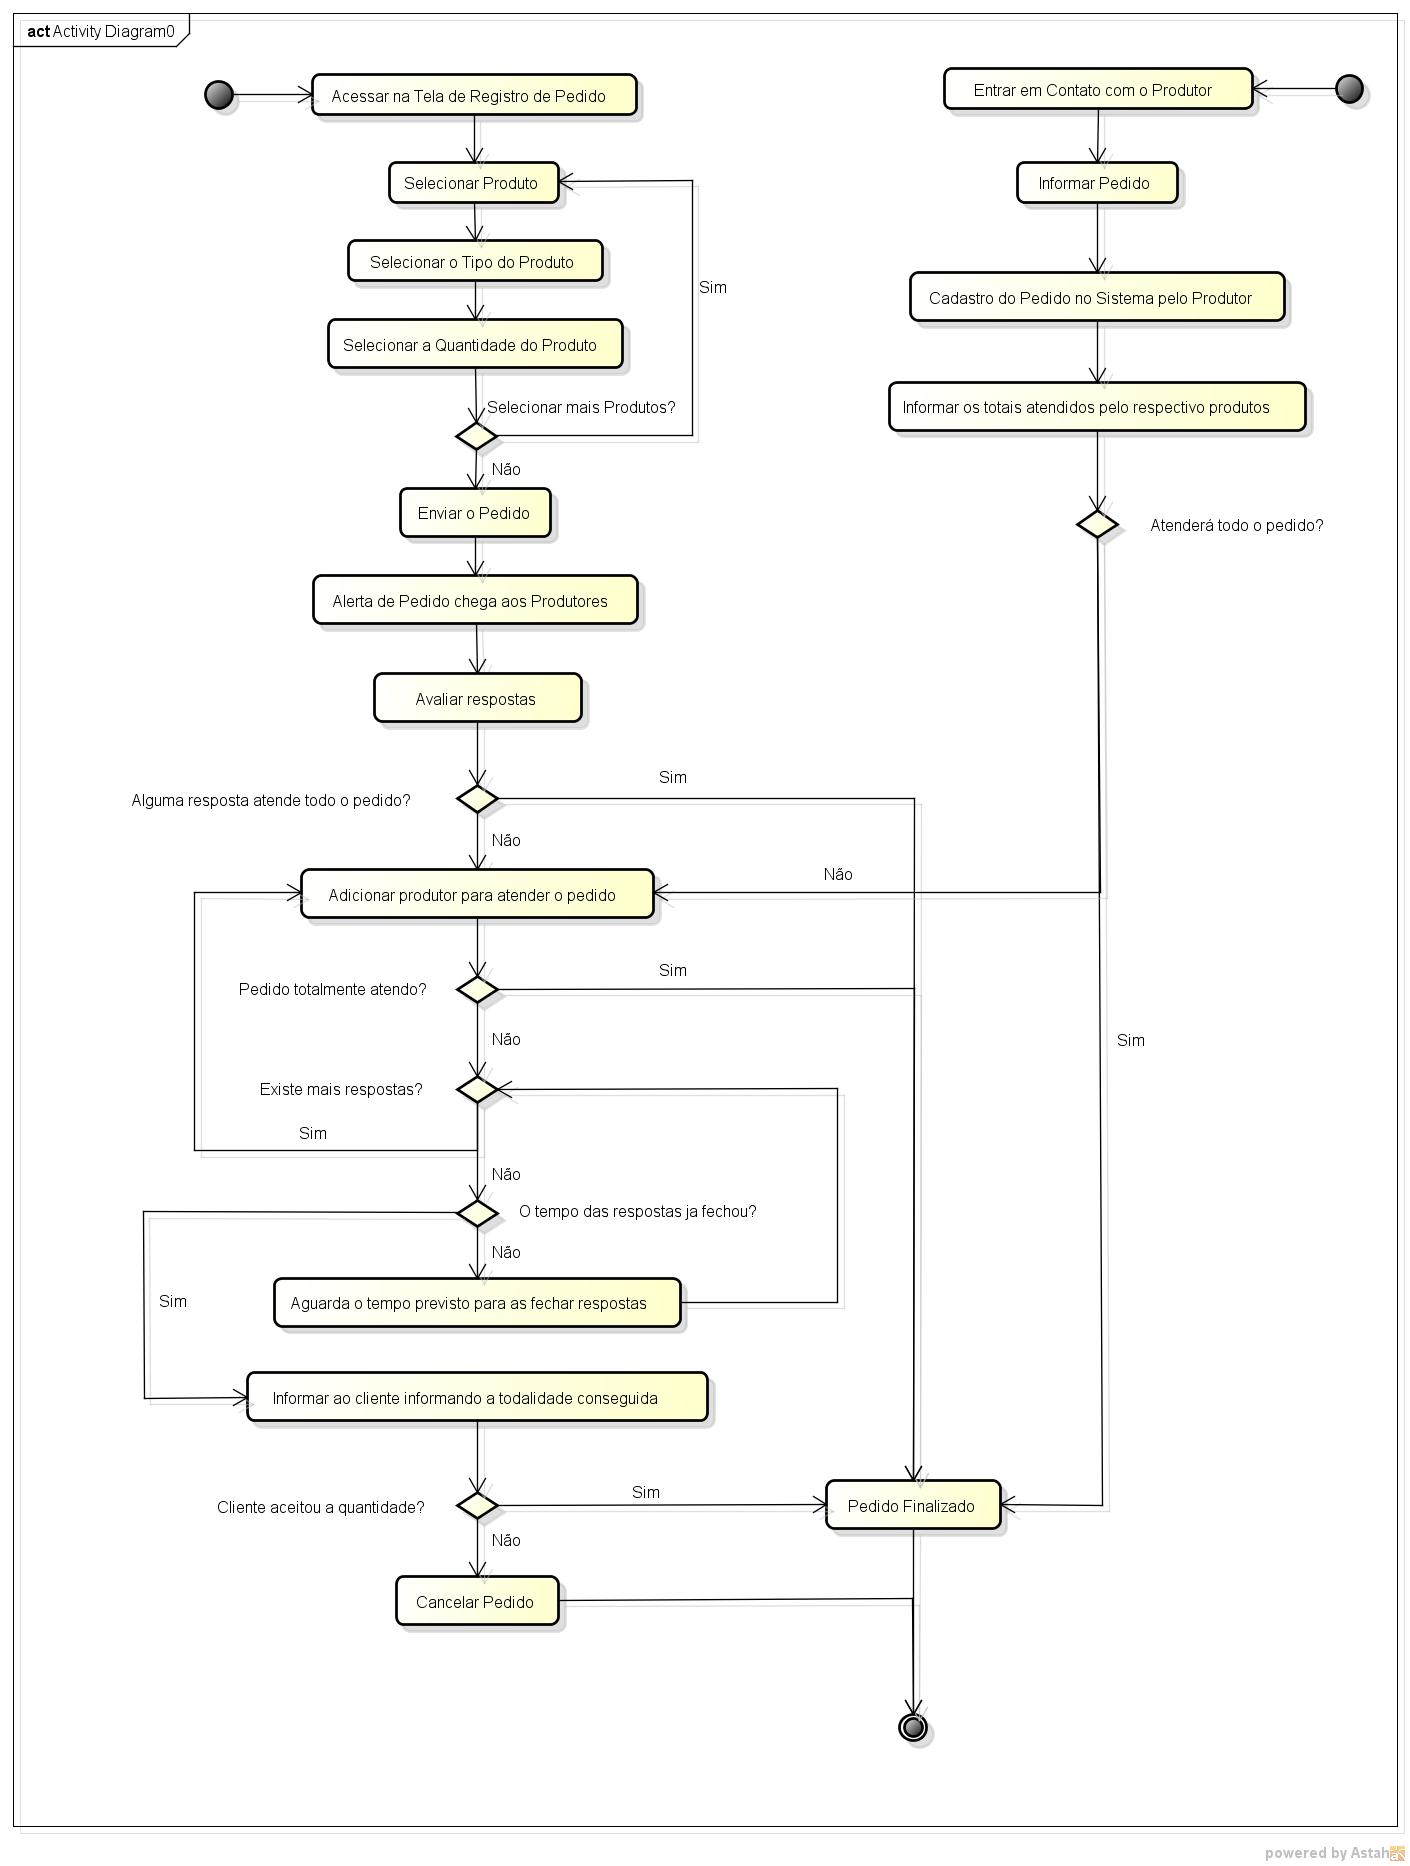 act Activity Diagram0
Acessar na Tela de Registro de Pedido
Entrar em Contato com o Produtor
Selecionar Produto
Informar Pedido
Selecionar o Tipo do Produto
Sim
Cadastro do Pedido no Sistema pelo Produtor
Selecionar a Quantidade do Produto
Selecionar mais Produtos?
Informar os totais atendidos pelo respectivo produtos
Não
Enviar o Pedido
Atenderá todo o pedido?
Alerta de Pedido chega aos Produtores
Avaliar respostas
Sim
Alguma resposta atende todo o pedido?
Não
Não
Adicionar produtor para atender o pedido
Sim
Pedido totalmente atendo?
Não
Sim
Existe mais respostas?
Sim
Não
O tempo das respostas ja fechou?
Não
Sim
Aguarda o tempo previsto para as fechar respostas
Informar ao cliente informando a todalidade conseguida
Sim
Cliente aceitou a quantidade?
Pedido Finalizado
Não
Cancelar Pedido
powered by Astah